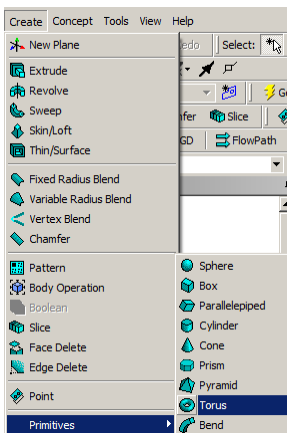 Create Concept Tools View Help
New Plane
edo Select:
Extrude
Revolve
Sweep
Skin/Loft
Thin/Surface
Slice
GD FlowPath
Fixed Radius Blend
Variable Radius Blend
Vertex Blend
Chamfer
Pattern
Body Operation
Boolean
Slice
Face Delete
Edge Delete
Point
Primitives
Sphere
Box
Parallelepiped
Cylinder
Cone
Prism
Pyramid
Torus
Bend